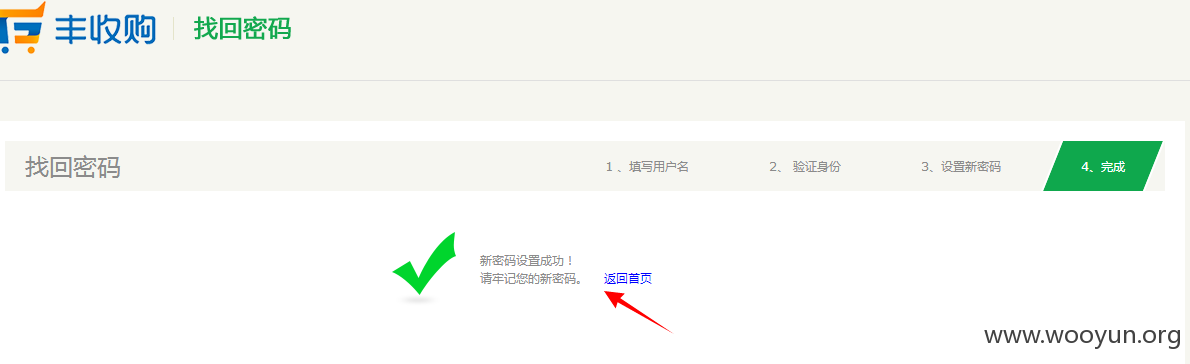 丰收购 找回密码
找回密码 1 、填写用户名 2、 验证身份 3、设置新密码 4、完成
新密码设置成功！
请牢记您的新密码。 返回首页
www.wooyun.org